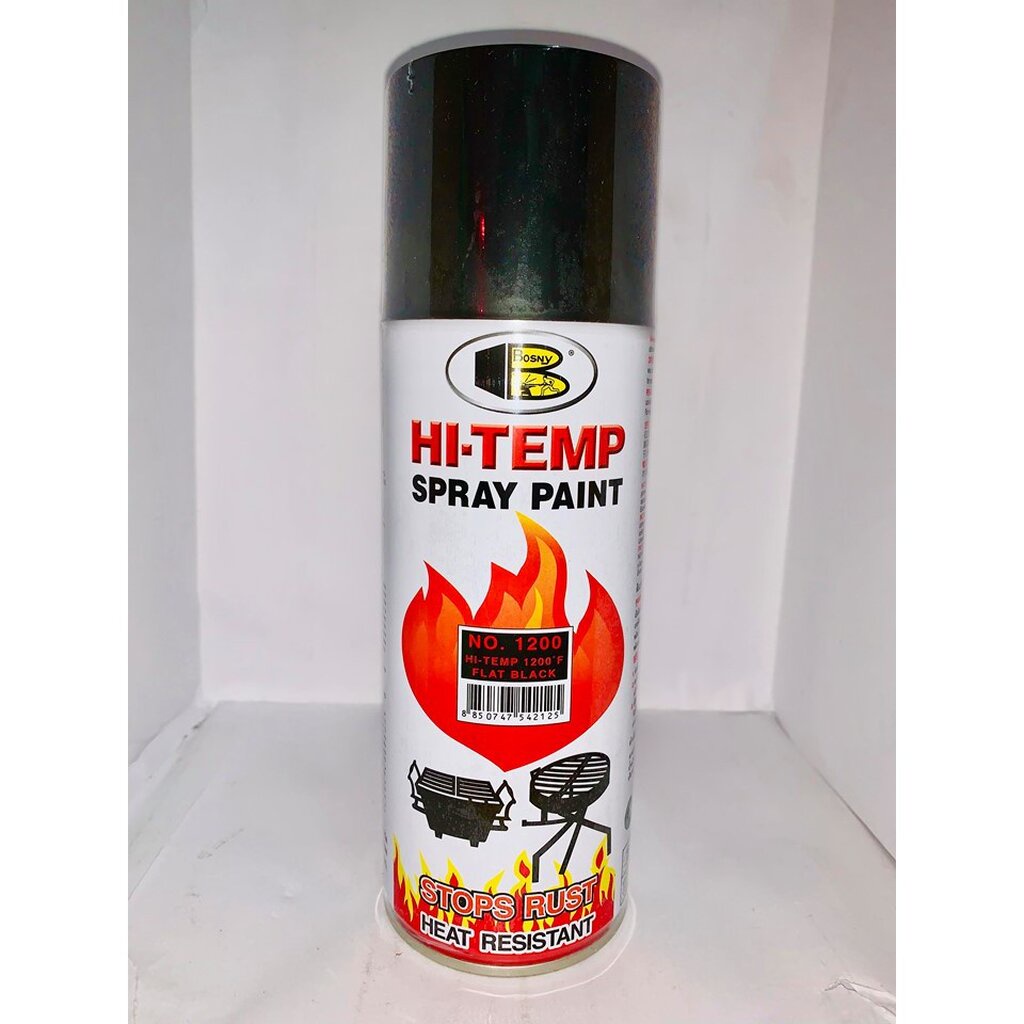 BOSNY
®
HI-TEMP
SPRAY PAINT
NO. 1200
HI-TEMP 1200°F
FLAT BLACK
8 850747 542125
STOPS RUST
HEAT RESISTANT